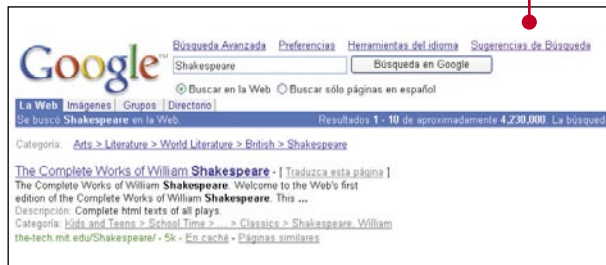 Google™
Búsqueda Avanzada Preferencias Herramientas del idioma Sugerencias de Búsqueda
Shakespeare Búsqueda en Google
Buscar en la Web Buscar sólo páginas en español
La Web Imágenes Grupos Directorio
Se buscó Shakespeare en la Web. Resultados 1 - 10 de aproximadamente 4,230,000. La búsqued
Categoría: Arts > Literature > World Literature > British > Shakespeare
The Complete Works of William Shakespeare - [ Traduzca esta página ]
The Complete Works of William Shakespeare. Welcome to the Web's first
edition of the Complete Works of William Shakespeare. This ...
Descripción: Complete html texts of all plays.
Categoría: Kids and Teens > School Time > ... > Classics > Shakespeare, William
the-tech.mit.edu/Shakespeare/ - 5k - En caché - Páginas similares